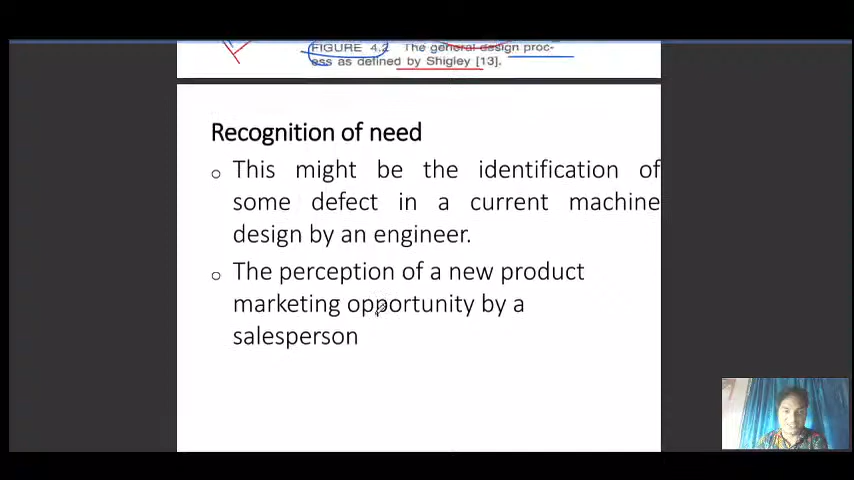 FIGURE 4.2 The general design proc-
ess as defined by Shigley [13].
Recognition of need
o This might be the identification of
some defect in a current machine
design by an engineer.
o The perception of a new product
marketing opportunity by a
salesperson